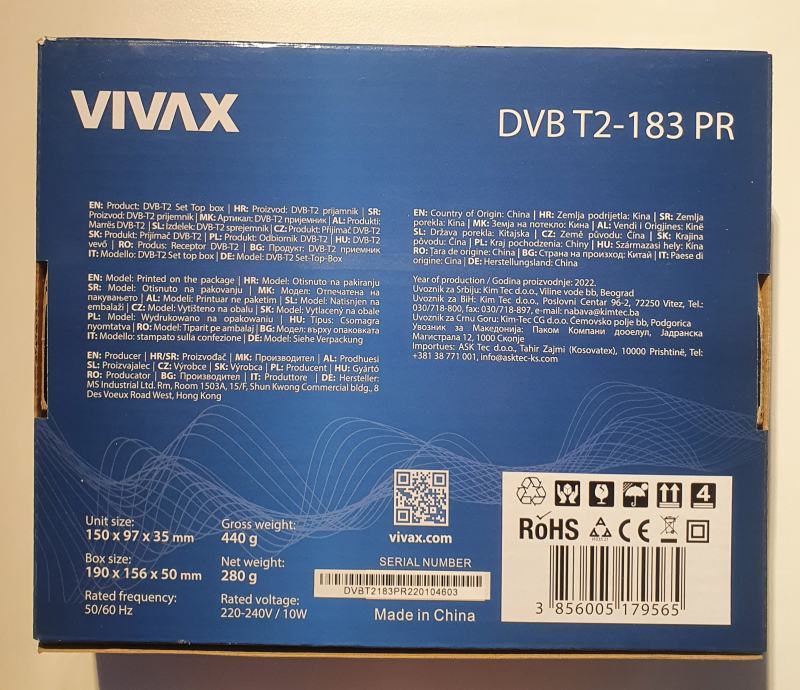 VIVAX
DVB T2-183 PR
EN: Product: DVB-T2 Set Top box | HR: Proizvod: DVB-T2 prijamnik | SR:
Proizvod: DVB-T2 prijemnik | MK: Артикал: DVB-T2 приjемник | AL: Produkti:
Marrës DVB-T2 | SL: Izdelek: DVB-T2 sprejemnik | CZ: Produkt: Přijímač DVB-T2
SK: Produkt: Prijímač DVB-T2 | PL: Produkt: Odbiornik DVB-T2 | HU: DVB-T2
vevő | RO: Produs: Receptor DVB-T2 | BG: Продукт: DVB-T2 приемник
IT: Modello: DVB-T2 Set top box | DE: Model: DVB-T2 Set-Top-Box
EN: Model: Printed on the package | HR: Model: Otisnuto na pakiranju
SR: Model: Otisnuto na pakovanju | MK: Модел: Отпечатена на
пакувањето | AL: Modeli: Printuar ne paketim | SL: Model: Natisnjen na
embalaži | CZ: Model: Vytišteno na obalu | SK: Model: Vytlaceny na obale
PL: Model: Wydrukowano na opakowaniu | HU: Típus: Csomagra
nyomtatva | RO: Model: Tiparit pe ambalaj | BG: Модел: върху опаковката
IT: Modello: stampato sulla confezione | DE: Model: Siehe Verpackung
EN: Producer | HR/SR: Proizvođač | MK: Производител | AL: Prodhuesi
SL: Proizvajalec | CZ: Výrobce | SK: Výrobca | PL: Producent | HU: Gyártó
RO: Producator | BG: Производител | IT: Produttore | DE: Hersteller:
MS Industrial Ltd. Rm, Room 1503A, 15/F, Shun Kwong Commercial bldg., 8
Des Voeux Road West, Hong Kong
EN: Country of Origin: China | HR: Zemlja podrijetla: Kina | SR: Zemlja
porekla: Kina | MK: Земја на потекло: Кина | AL: Vendi i Origjines: Kinë
SL: Država porekla: Kitajska | CZ: Země původu: Čína | SK: Krajina
pôvodu: Čína | PL: Kraj pochodzenia: Chiny | HU: Származási hely: Kína
RO: Tara de origine: China | BG: Страна на произход: Китай | IT: Paese di
origine: Cina | DE: Herstellungsland: China
Year of production / Godina proizvodnje: 2022.
Uvoznik za Srbiju: Kim Tec d.o.o., Viline vode bb, Beograd
Uvoznik za BiH: Kim Tec d.o.o., Poslovni Centar 96-2, 72250 Vitez, Tel.:
030/718-800, fax: 030/718-897, e-mail: nabava@kimtec.ba
Uvoznik za Crnu Goru: Kim-Tec CG d.o.o. Ćemovsko polje bb, Podgorica
Увозник за Македонија: Паком Компани дооелуп, Јадранска
Магистрала 12, 1000 Скопје
Importues: ASK Tec d.o.o., Tahir Zajmi (Kosovatex), 10000 Prishtinë, Tel:
+381 38 771 001, info@asktec-ks.com
Unit size:
150 x 97 x 35 mm
Box size:
190 x 156 x 50 mm
Rated frequency:
50/60 Hz
Gross weight:
440 g
Net weight:
280 g
Rated voltage:
220-240V / 10W
vivax.com
SERIAL NUMBER
DVBT2183PR220104603
Made in China
4
RoHS
CE
3 856005 179565